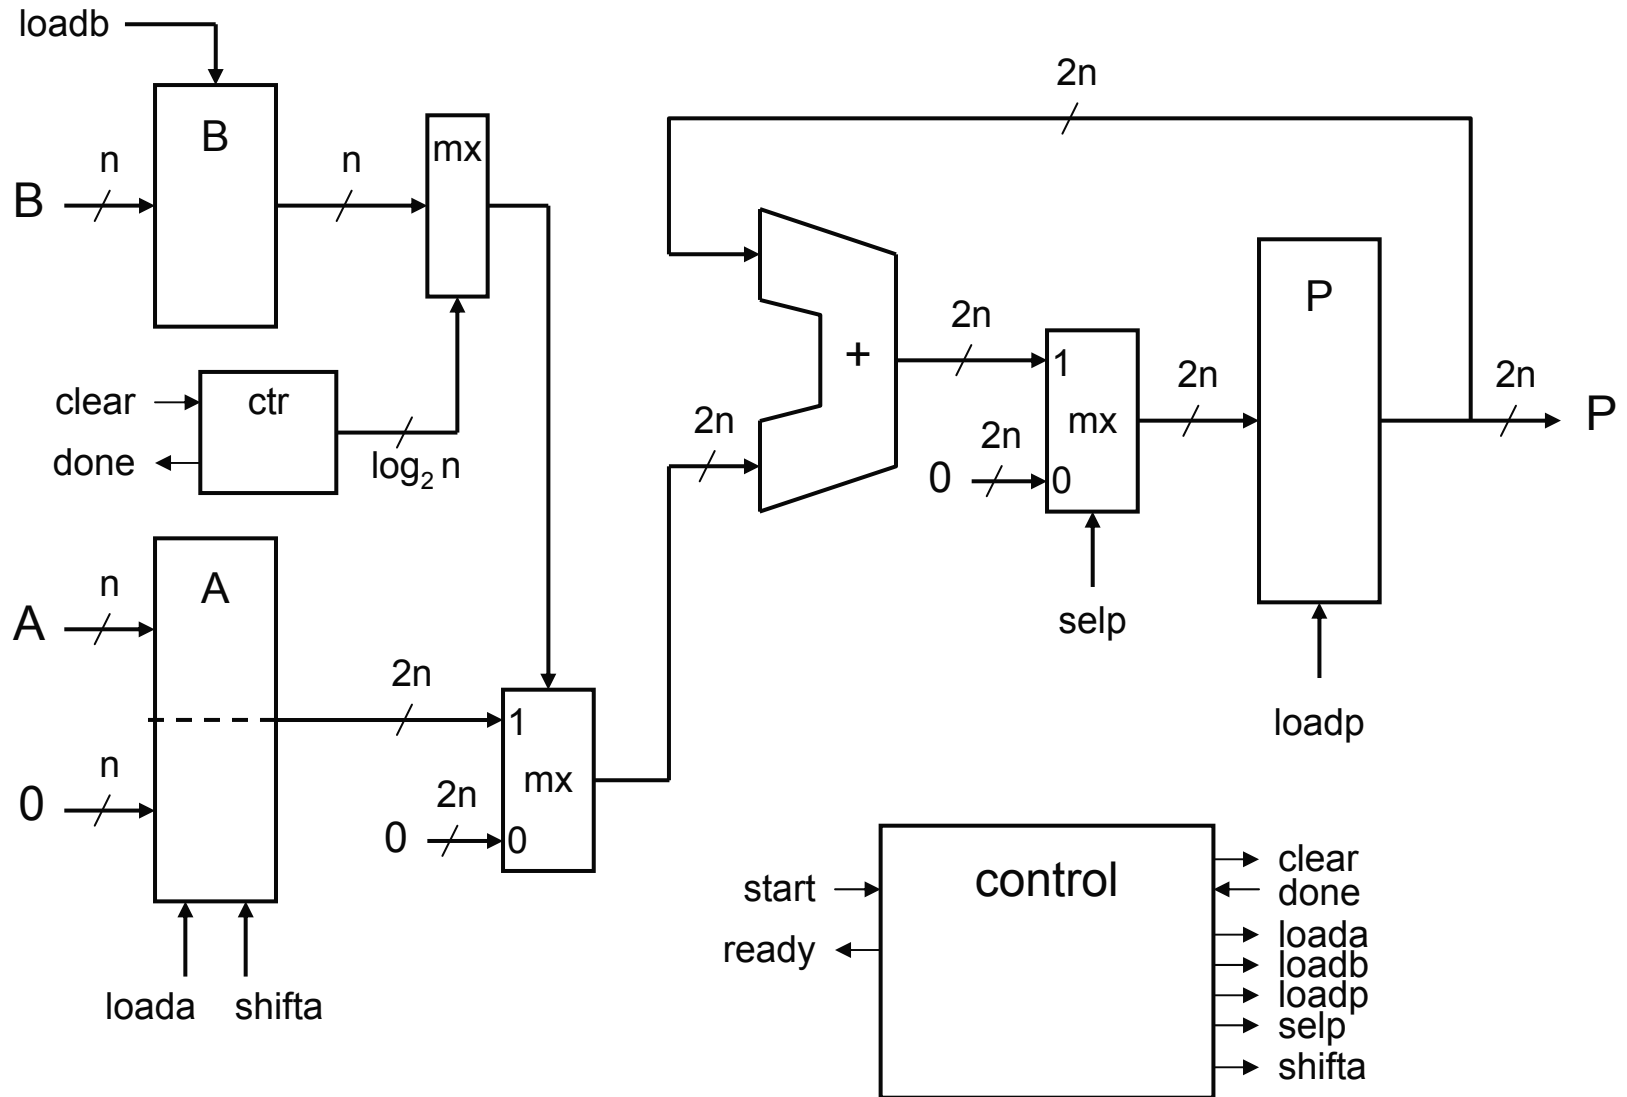 loadb
B
n
B
n
mx
clear
done
ctr
log₂ n
n
A
A
n
0
loada
shifta
2n
1
mx
2n
0
0
2n
2n
+
2n
1
mx
2n
0
0
selp
2n
P
loadp
2n
P
control
start
ready
clear
done
loada
loadb
loadp
selp
shifta